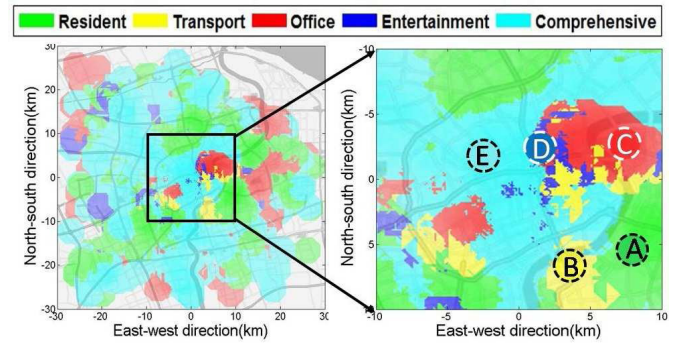 Resident Transport Office Entertainment Comprehensive
30
20
10
0
-10
-20
-30
-30 -20 -10 0 10 20 30
North-south direction(km)
East-west direction(km)
-10
-5
0
5
-10 -5 0 5 10
North-south direction(km)
East-west direction(km)
E
D
C
B
A